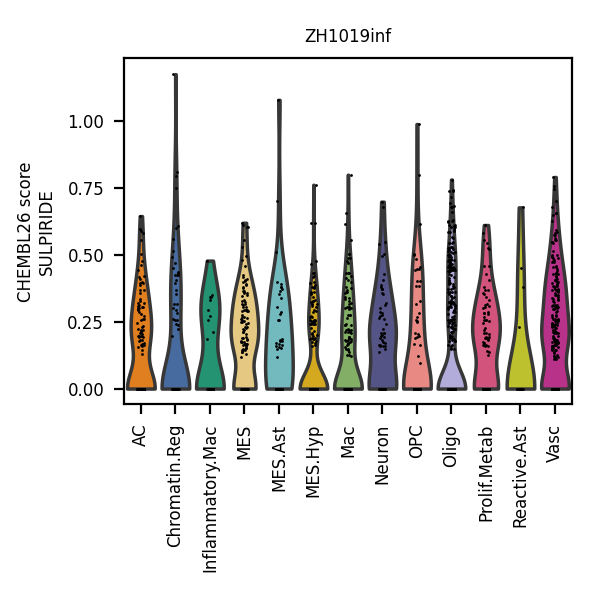 ZH1019inf
CHEMBL26 score
SULPIRIDE
1.00
0.75
0.50
0.25
0.00
AC
Chromatin.Reg
Inflammatory.Mac
MES
MES.Ast
MES.Hyp
Mac
Neuron
OPC
Oligo
Prolif.Metab
Reactive.Ast
Vasc